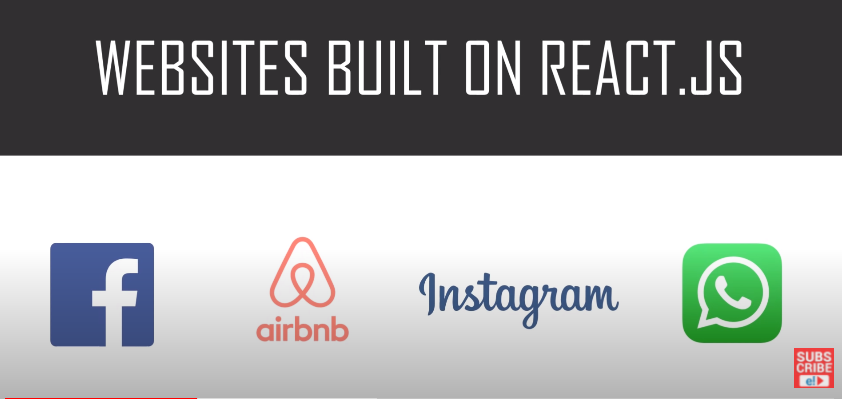 WEBSITES BUILT ON REACT.JS
f
airbnb
Instagram
SUBS
CRIBE
e!